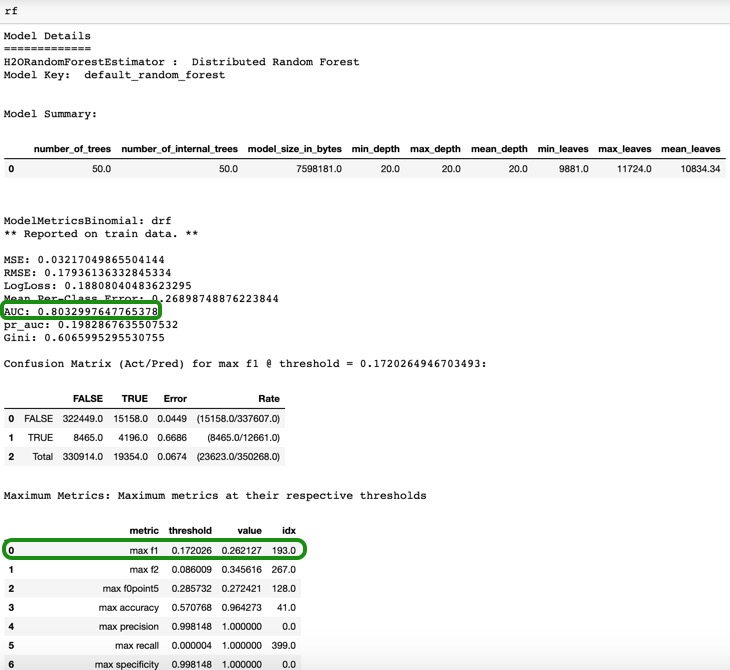 rf
Model Details
=============
H2ORandomForestEstimator :  Distributed Random Forest
Model Key:  default_random_forest
Model Summary:
number_of_trees number_of_internal_trees model_size_in_bytes min_depth max_depth mean_depth min_leaves max_leaves mean_leaves
0 50.0 50.0 7598181.0 20.0 20.0 20.0 9881.0 11724.0 10834.34
ModelMetricsBinomial: drf
** Reported on train data. **
MSE: 0.03217049865504144
RMSE: 0.17936136332845334
LogLoss: 0.18808040483623295
Mean Per-Class Error: 0.26898748876223844
AUC: 0.8032997647765378
pr_auc: 0.1982867635507532
Gini: 0.6065995295530755
Confusion Matrix (Act/Pred) for max f1 @ threshold = 0.1720264946703493:
FALSE TRUE Error Rate
0 FALSE 322449.0 15158.0 0.0449 (15158.0/337607.0)
1 TRUE 8465.0 4196.0 0.6686 (8465.0/12661.0)
2 Total 330914.0 19354.0 0.0674 (23623.0/350268.0)
Maximum Metrics: Maximum metrics at their respective thresholds
metric threshold value idx
0 max f1 0.172026 0.262127 193.0
1 max f2 0.086009 0.345616 267.0
2 max f0point5 0.285732 0.272421 128.0
3 max accuracy 0.570768 0.964273 41.0
4 max precision 0.998148 1.000000 0.0
5 max recall 0.000004 1.000000 399.0
6 max specificity 0.998148 1.000000 0.0